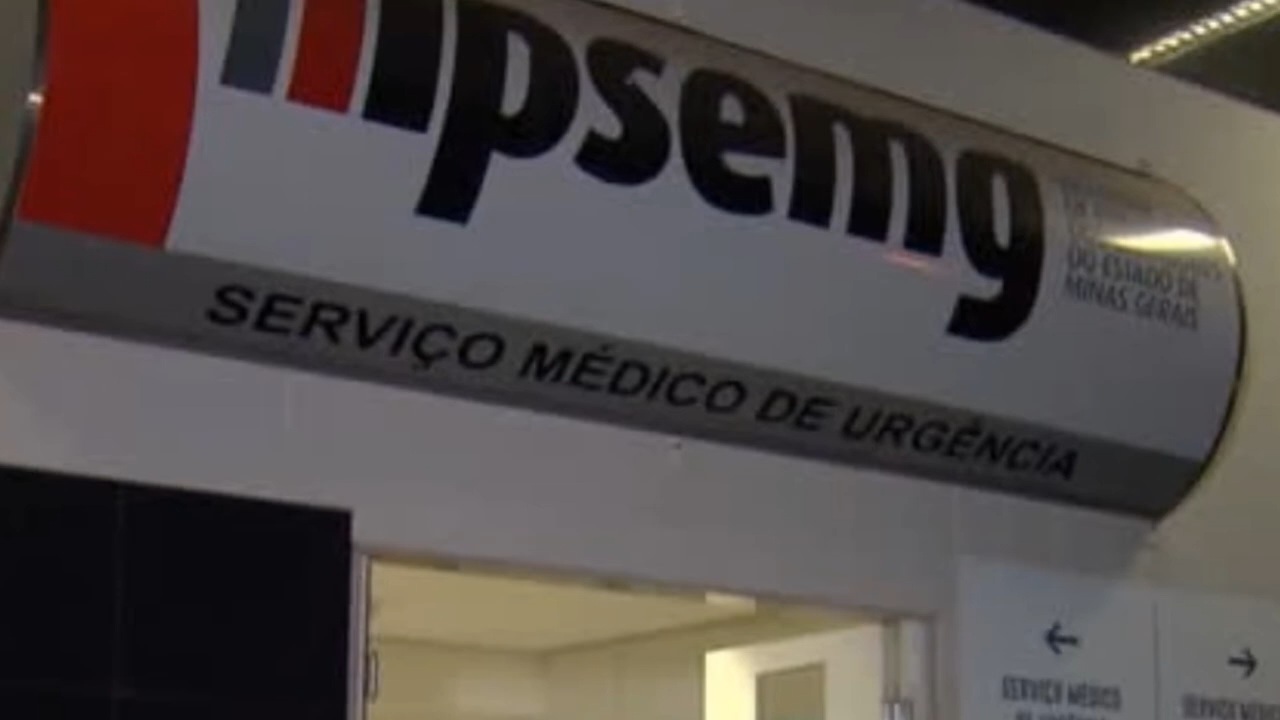 ipsemg
DO ESTADO DE
MINAS GERAIS
SERVIÇO MÉDICO DE URGÊNCIA
SERVIÇO MÉDICO